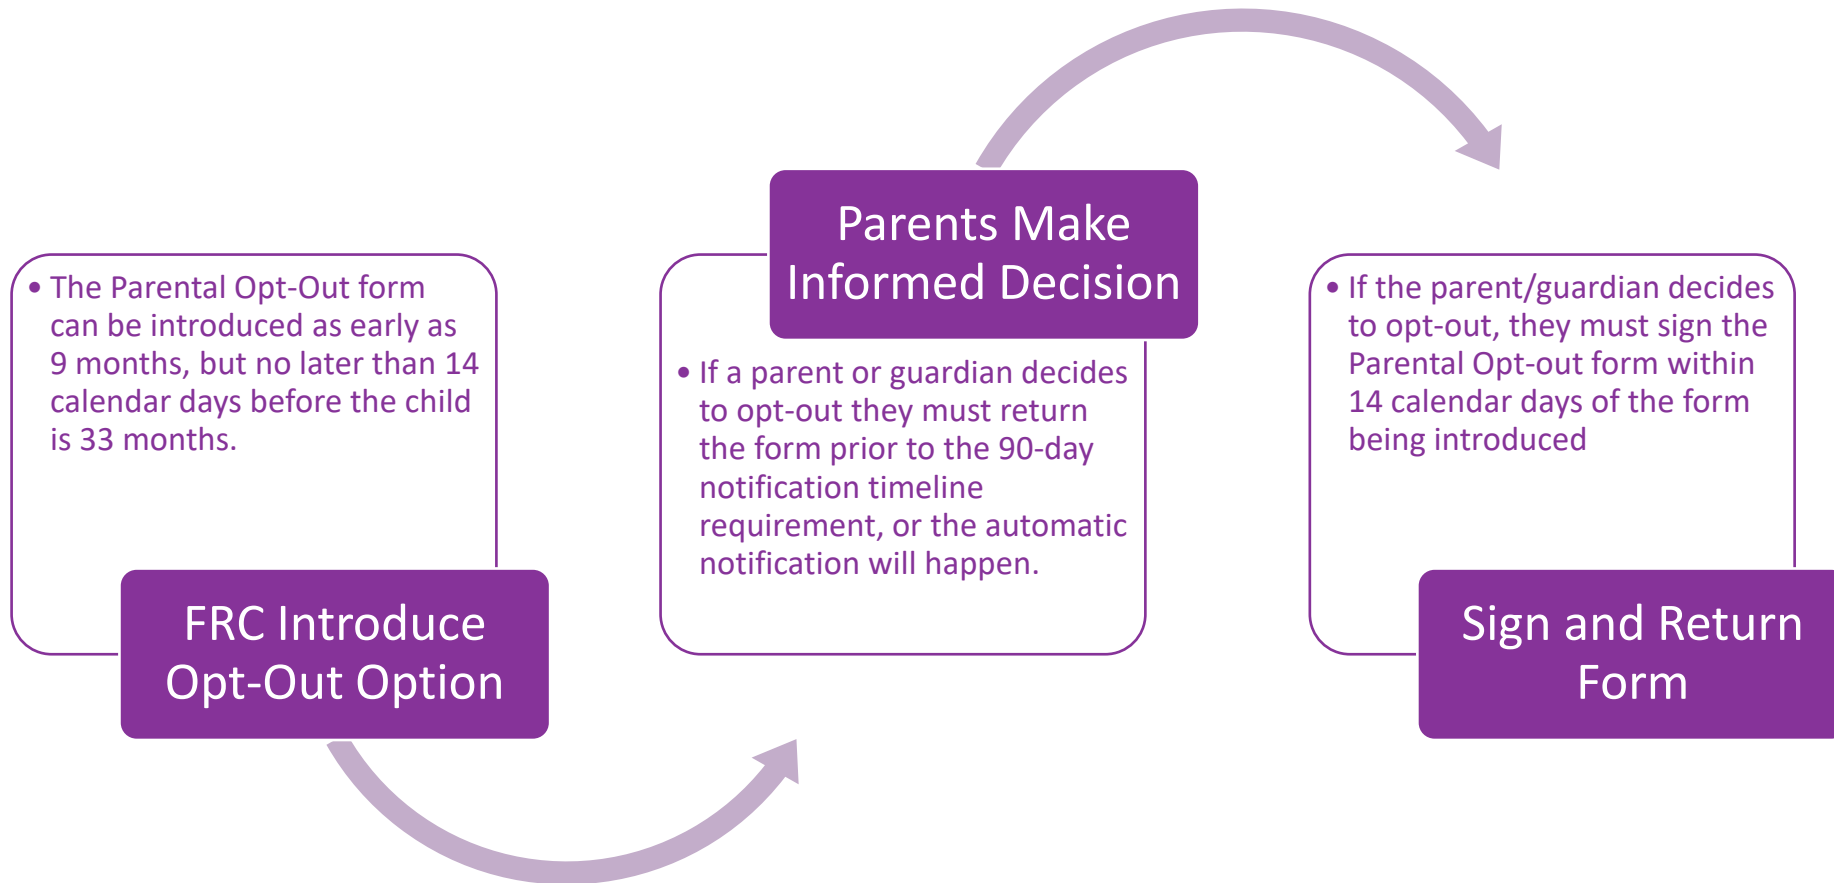 • The Parental Opt-Out form
can be introduced as early as
9 months, but no later than 14
calendar days before the child
is 33 months.
FRC Introduce
Opt-Out Option
Parents Make
Informed Decision
• If a parent or guardian decides
to opt-out they must return
the form prior to the 90-day
notification timeline
requirement, or the automatic
notification will happen.
• If the parent/guardian decides
to opt-out, they must sign the
Parental Opt-out form within
14 calendar days of the form
being introduced
Sign and Return
Form